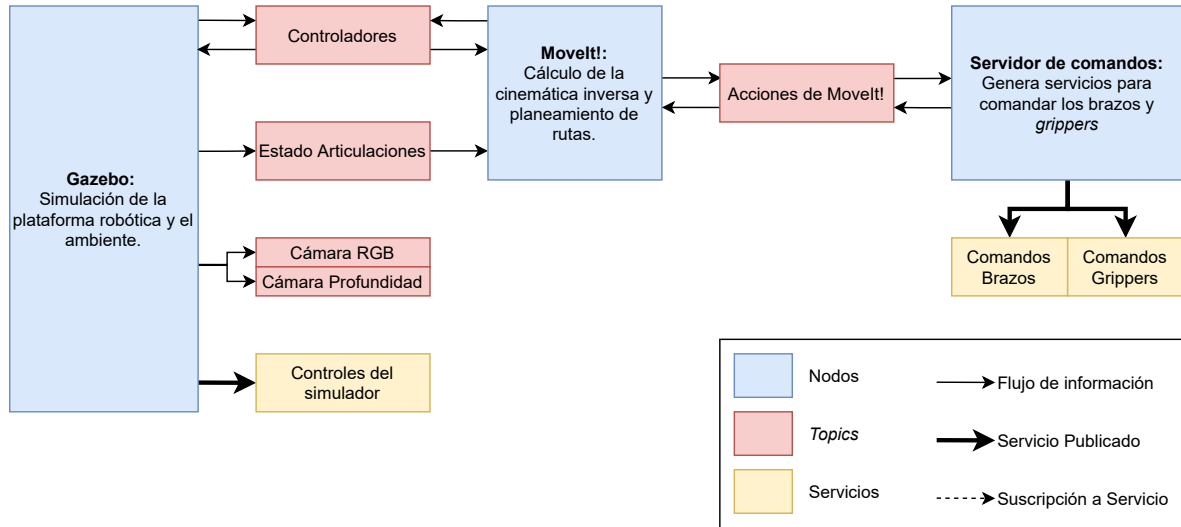 Gazebo:
Simulación de la
plataforma robótica y el
ambiente.
Controladores
Estado Articulaciones
Cámara RGB
Cámara Profundidad
Controles del
simulador
MoveIt!:
Cálculo de la
cinemática inversa y
planeamiento de
rutas.
Acciones de MoveIt!
Servidor de comandos:
Genera servicios para
comandar los brazos y
grippers
Comandos
Brazos
Comandos
Grippers
Nodos
Flujo de información
Topics
Servicio Publicado
Servicios
Suscripción a Servicio